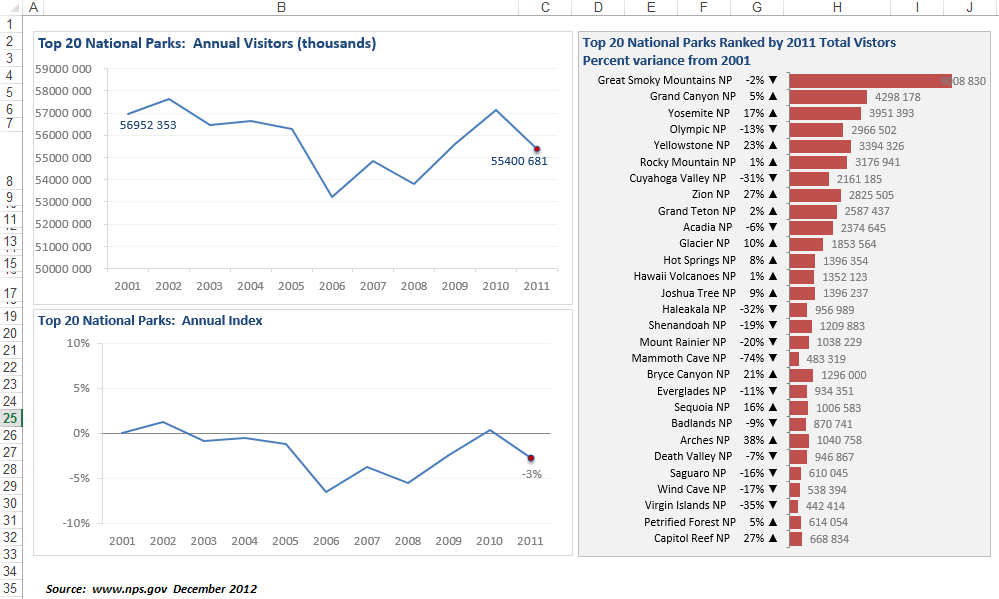 A B C D E F G H I J
1
2
3
4
5
6
7
8
9
11
13
15
17
19
20
21
22
23
24
25
26
27
28
29
30
31
32
33
34
35
Top 20 National Parks: Annual Visitors (thousands)
59000 000
58000 000
57000 000
56000 000
55000 000
54000 000
53000 000
52000 000
51000 000
50000 000
56952 353
55400 681
2001 2002 2003 2004 2005 2006 2007 2008 2009 2010 2011
Top 20 National Parks: Annual Index
10%
5%
0%
-5%
-10%
-3%
2001 2002 2003 2004 2005 2006 2007 2008 2009 2010 2011
Top 20 National Parks Ranked by 2011 Total Vistors
Percent variance from 2001
Great Smoky Mountains NP -2% ▼ 008 830
Grand Canyon NP 5% ▲ 4298 178
Yosemite NP 17% ▲ 3951 393
Olympic NP -13% ▼ 2966 502
Yellowstone NP 23% ▲ 3394 326
Rocky Mountain NP 1% ▲ 3176 941
Cuyahoga Valley NP -31% ▼ 2161 185
Zion NP 27% ▲ 2825 505
Grand Teton NP 2% ▲ 2587 437
Acadia NP -6% ▼ 2374 645
Glacier NP 10% ▲ 1853 564
Hot Springs NP 8% ▲ 1396 354
Hawaii Volcanoes NP 1% ▲ 1352 123
Joshua Tree NP 9% ▲ 1396 237
Haleakala NP -32% ▼ 956 989
Shenandoah NP -19% ▼ 1209 883
Mount Rainier NP -20% ▼ 1038 229
Mammoth Cave NP -74% ▼ 483 319
Bryce Canyon NP 21% ▲ 1296 000
Everglades NP -11% ▼ 934 351
Sequoia NP 16% ▲ 1006 583
Badlands NP -9% ▼ 870 741
Arches NP 38% ▲ 1040 758
Death Valley NP -7% ▼ 946 867
Saguaro NP -16% ▼ 610 045
Wind Cave NP -17% ▼ 538 394
Virgin Islands NP -35% ▼ 442 414
Petrified Forest NP 5% ▲ 614 054
Capitol Reef NP 27% ▲ 668 834
Source: www.nps.gov December 2012